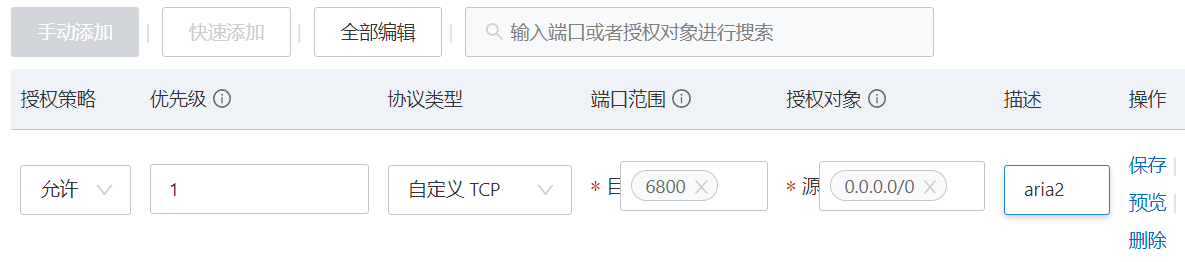 手动添加 快速添加 全部编辑 输入端口或者授权对象进行搜索
授权策略 优先级 协议类型 端口范围 授权对象 描述 操作
允许 1 自定义 TCP * 目 6800 * 源 0.0.0.0/0 aria2 保存
预览
删除